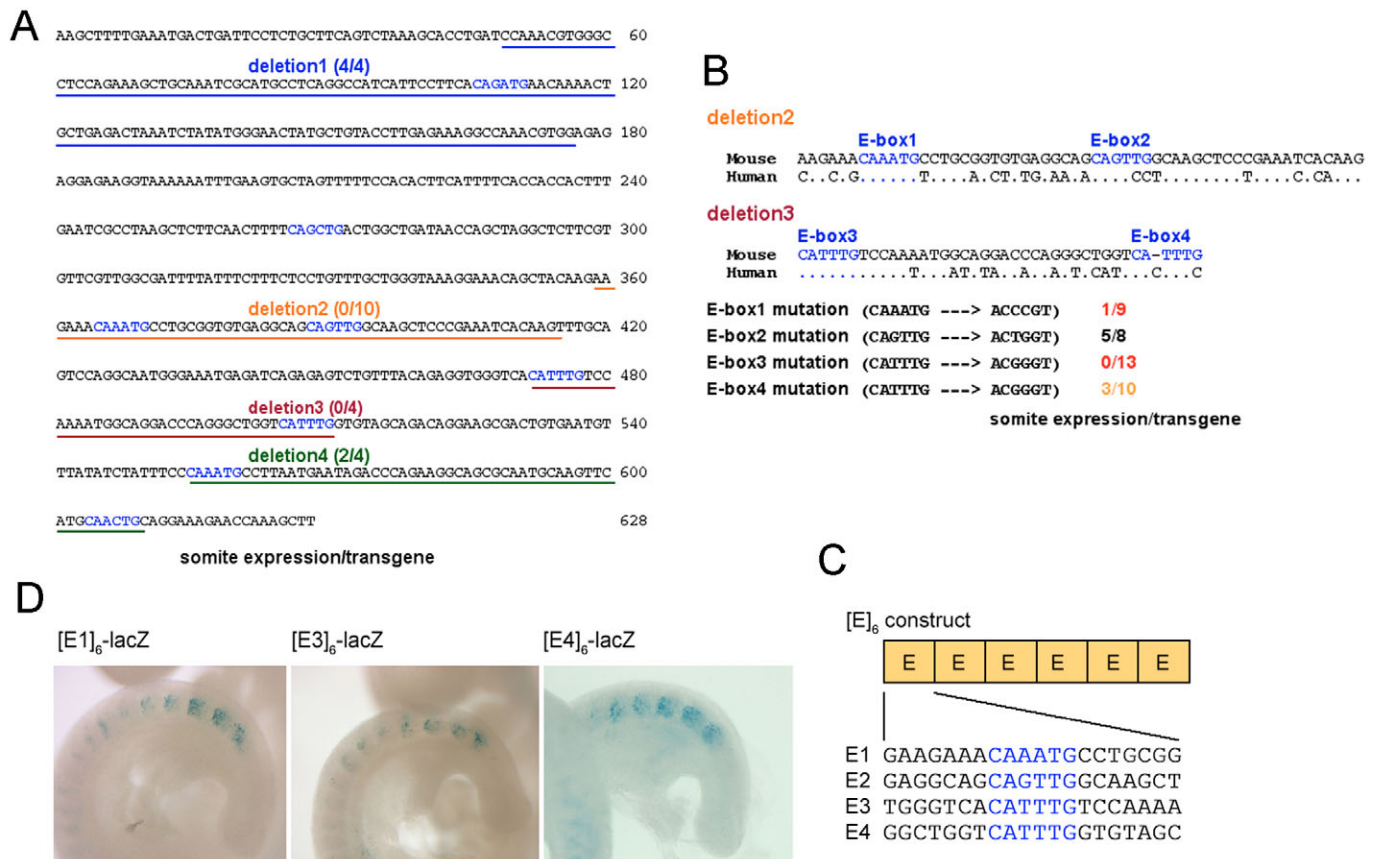 A
AAGCTTTTGAAATGACTGATTCCTCTGCTTCAGTCTAAAGCACCTGATCCAAACGTGGGC 60
deletion1 (4/4)
CTCCAGAAAGCTGCAAATCGCATGCCTCAGGCCATCATTCCTTCACAGATGAACAAAACT 120
GCTGAGACTAAATCTATATGGGAACTATGCTGTACCTTGAGAAAGGCCAAACGTGGAGAG 180
AGGAGAAGGTAAAAAATTTGAAGTGCTAGTTTTTCCACACTTCATTTTCACCACCACTTT 240
GAATCGCCTAAGCTCTTCAACTTTTCAGCTGACTGGCTGATAACCAGCTAGGCTCTTCGT 300
GTTCGTTGGCGATTTTATTTCTTTCTCCTGTTTGCTGGGTAAAGGAAACAGCTACAAGAA 360
deletion2 (0/10)
GAAACAAATGCCTGCGGTGTGAGGCAGCAGTTGGCAAGCTCCCGAAATCACAAGTTTGCA 420
GTCCAGGCAATGGGAAATGAGATCAGAGAGTCTGTTTACAGAGGTGGGTCACATTTGTCC 480
deletion3 (0/4)
AAAATGGCAGGACCCAGGGCTGGTCATTTGGTGTAGCAGACAGGAAGCGACTGTGAATGT 540
deletion4 (2/4)
TTATATCTATTTCCCAAATGCCTTAATGAATAGACCCAGAAGGCAGCGCAATGCAAGTTC 600
ATGCAACTGCAGGAAAGAACCAAAGCTT 628
somite expression/transgene
B
deletion2
E-box1 E-box2
Mouse AAGAAACAAATGCCTGCGGTGTGAGGCAGCAGTTGGCAAGCTCCCGAAATCACAAG
Human C..C.G......T....A.CT.TG.AA.A....CCT........T....C.CA...
deletion3
E-box3 E-box4
Mouse CATTTGTCCAAAATGGCAGGACCCAGGGCTGGTCA-TTTG
Human ...........T...AT.TA..A..A.T.CAT...C...C
E-box1 mutation (CAAATG ---> ACCCGT) 1/9
E-box2 mutation (CAGTTG ---> ACTGGT) 5/8
E-box3 mutation (CATTTG ---> ACGGGT) 0/13
E-box4 mutation (CATTTG ---> ACGGGT) 3/10
somite expression/transgene
C
[E]6 construct
E E E E E E
E1 GAAGAAACAAATGCCTGCGG
E2 GAGGCAGCAGTTGGCAAGCT
E3 TGGGTCACATTTGTCCAAAA
E4 GGCTGGTCATTTGGTGTAGC
D
[E1]6-lacZ [E3]6-lacZ [E4]6-lacZ